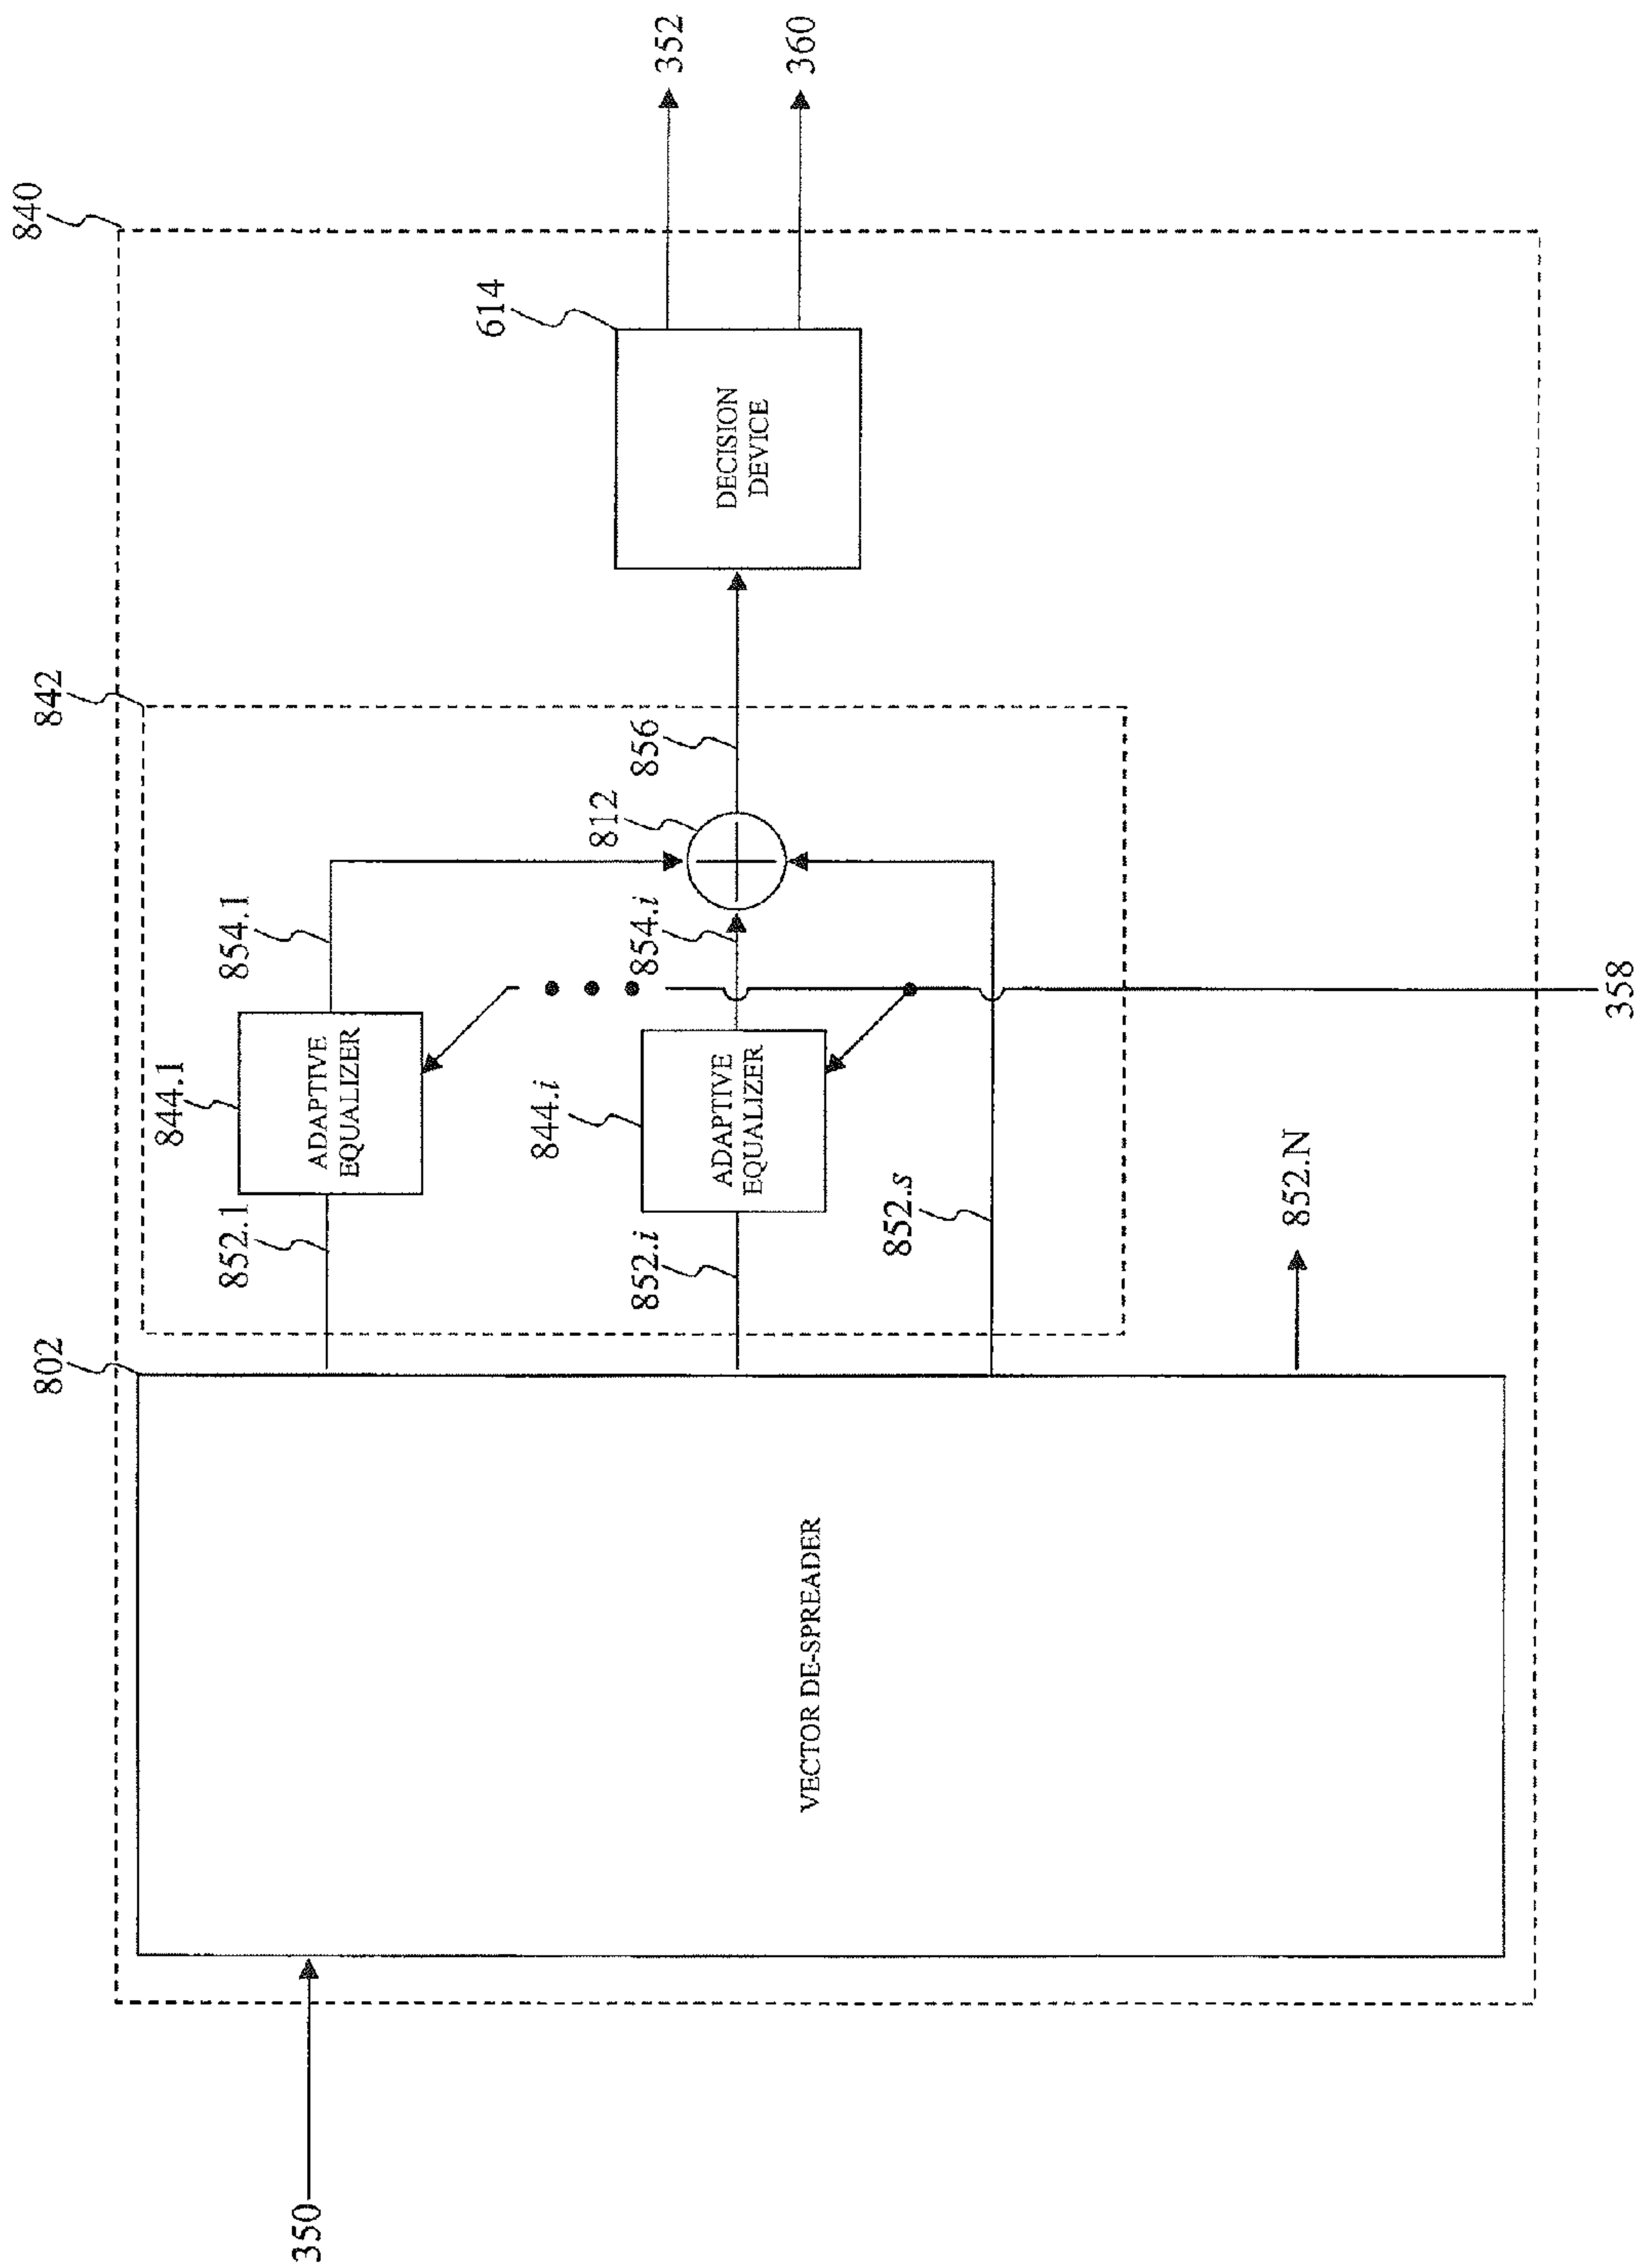 840
842
802
614
352
360
844.1
852.1
854.1
ADAPTIVE
EQUALIZER
812
856
844.i
852.i
854.i
ADAPTIVE
EQUALIZER
DECISION
DEVICE
852.s
852.N
VECTOR DE-SPREADER
350
358